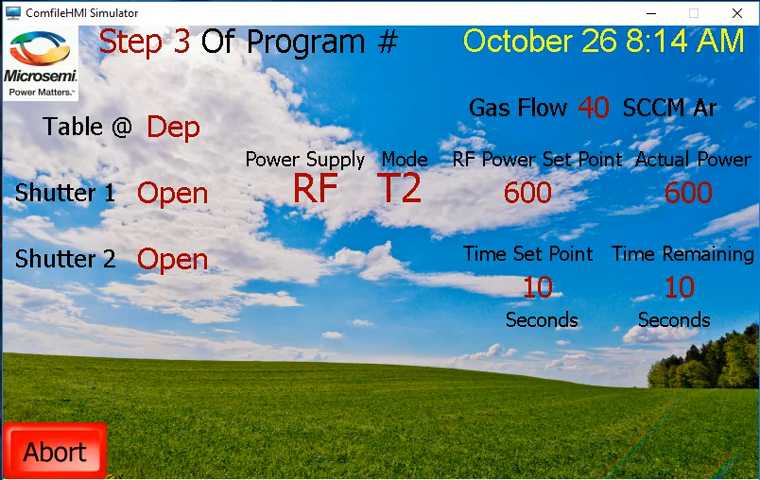 ComfileHMI Simulator
Step 3 Of Program #
October 26 8:14 AM
Microsemi.
Power Matters.™
Gas Flow 40 SCCM Ar
Table @ Dep
Power Supply Mode RF Power Set Point Actual Power
Shutter 1 Open RF T2 600 600
Shutter 2 Open
Time Set Point Time Remaining
10 10
Seconds Seconds
Abort